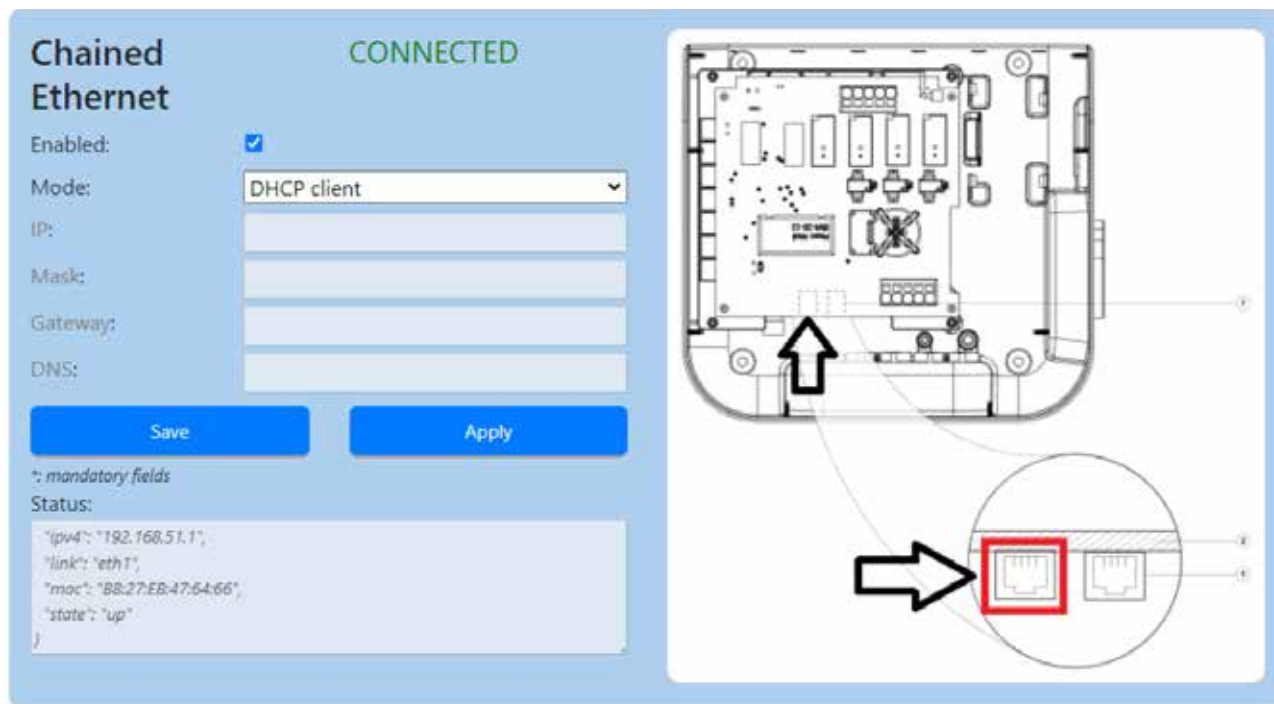 Chained
Ethernet
CONNECTED
Enabled:
Mode:
DHCP client
IP:
Mask:
Gateway:
DNS:
Save
Apply
*: mandatory fields
Status:
"ipv4": "192.168.51.1",
"link": "eth1",
"mac": "B8:27:EB:47:64:66",
"state": "up"
}